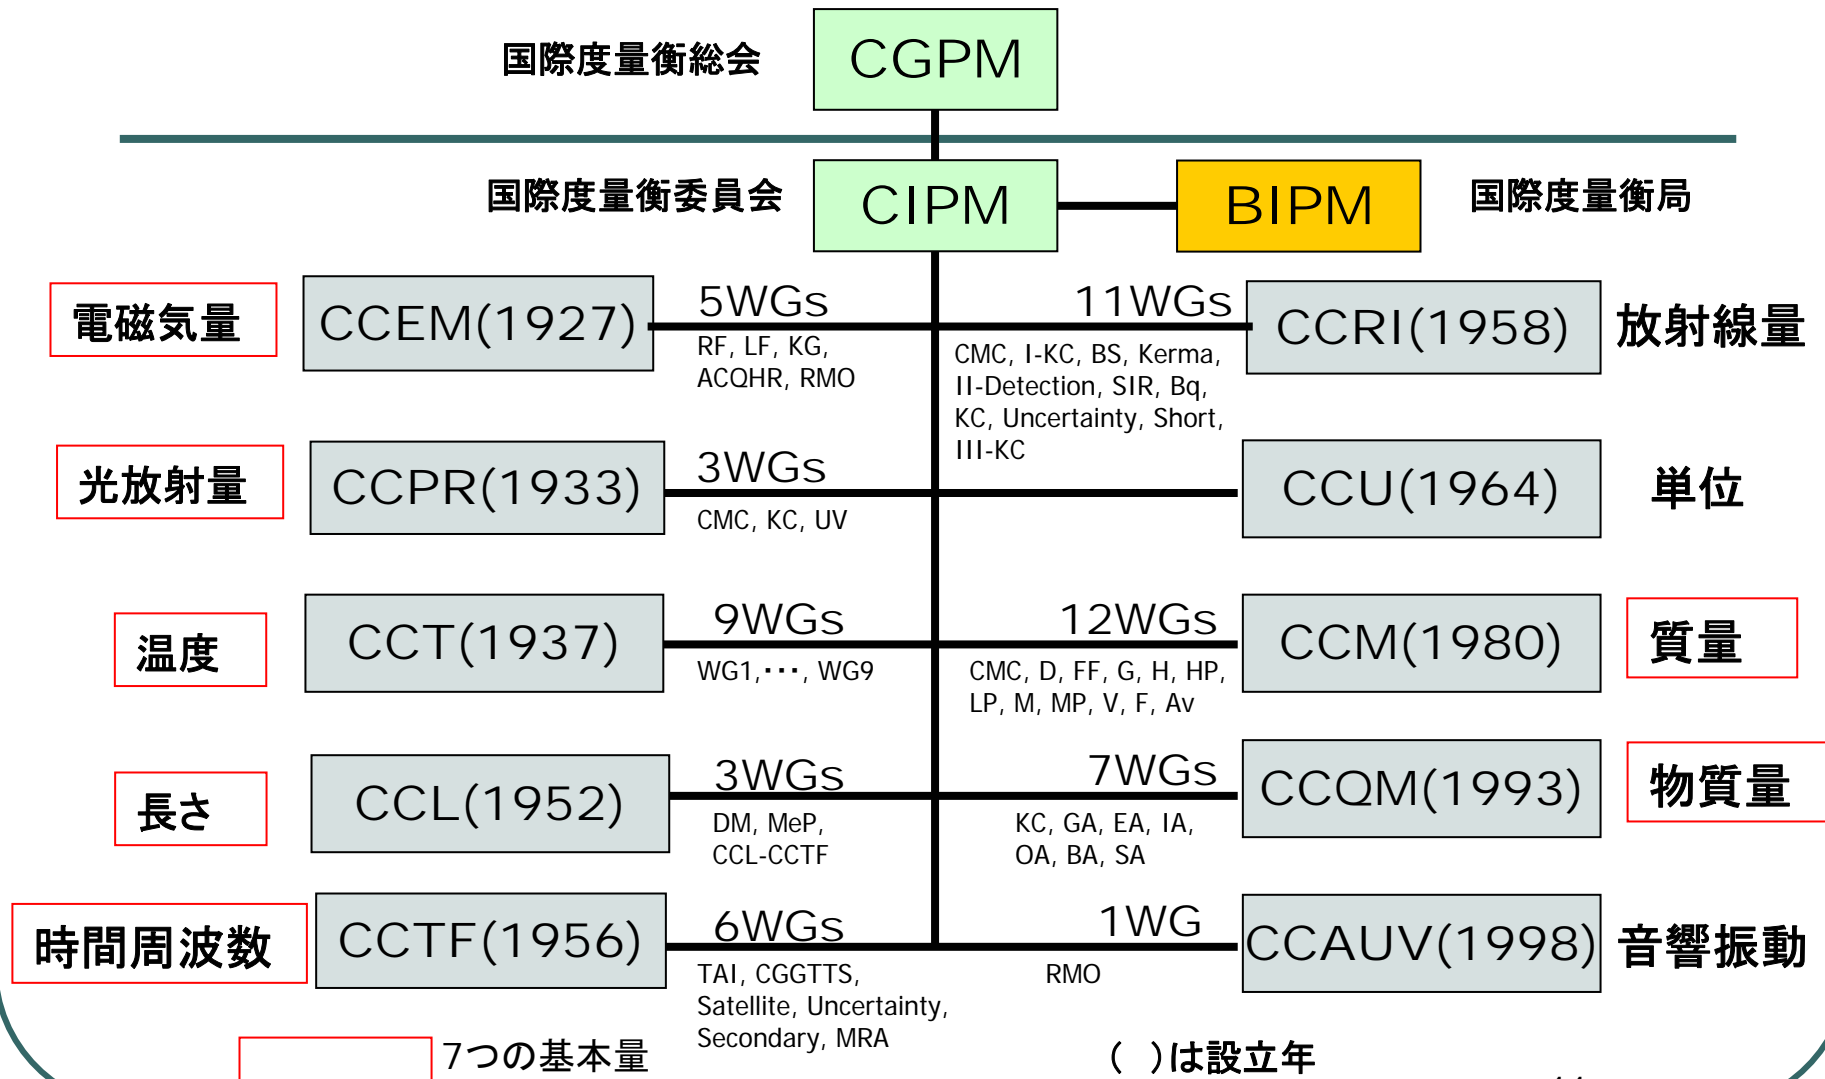 国際度量衡総会
CGPM
国際度量衡委員会
CIPM
BIPM
国際度量衡局
電磁気量
CCEM(1927)
5WGs
RF, LF, KG,
ACQHR, RMO
11WGs
CMC, I-KC, BS, Kerma,
II-Detection, SIR, Bq,
KC, Uncertainty, Short,
III-KC
CCRI(1958)
放射線量
光放射量
CCPR(1933)
3WGs
CMC, KC, UV
CCU(1964)
単位
温度
CCT(1937)
9WGs
WG1,･･･, WG9
12WGs
CMC, D, FF, G, H, HP,
LP, M, MP, V, F, Av
CCM(1980)
質量
長さ
CCL(1952)
3WGs
DM, MeP,
CCL-CCTF
7WGs
KC, GA, EA, IA,
OA, BA, SA
CCQM(1993)
物質量
時間周波数
CCTF(1956)
6WGs
TAI, CGGTTS,
Satellite, Uncertainty,
Secondary, MRA
1WG
RMO
CCAUV(1998)
音響振動
7つの基本量
(　)は設立年